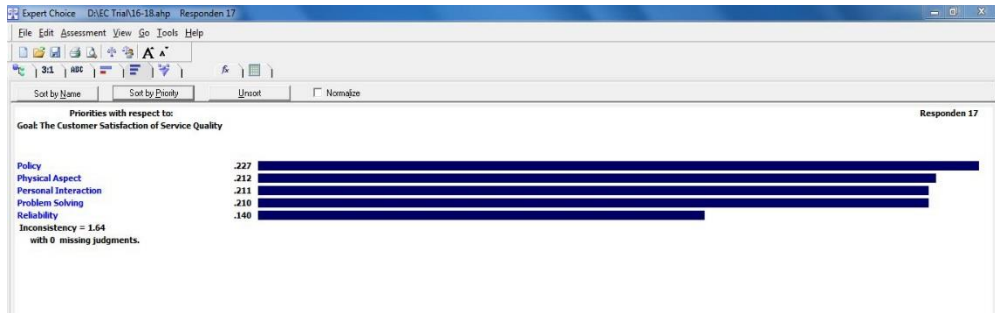 Expert Choice D:\EC Trial\16-18.ahp Responden 17
File Edit Assessment View Go Tools Help
A A
3:1 ABC fx
Sort by Name Sort by Priority Unsort Normalize
Priorities with respect to: Responden 17
Goal: The Customer Satisfaction of Service Quality
Policy .227
Physical Aspect .212
Personal Interaction .211
Problem Solving .210
Reliability .140
Inconsistency = 1.64
with 0 missing judgments.